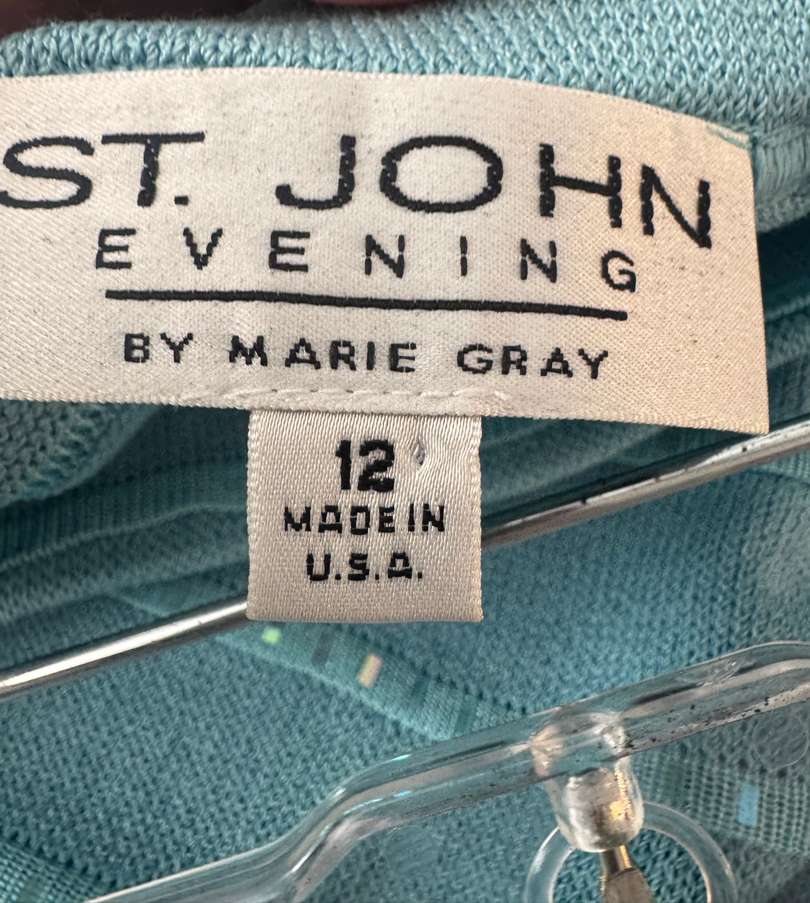 ST. JOHN
EVENING
BY MARIE GRAY
12
MADE IN
U.S.A.